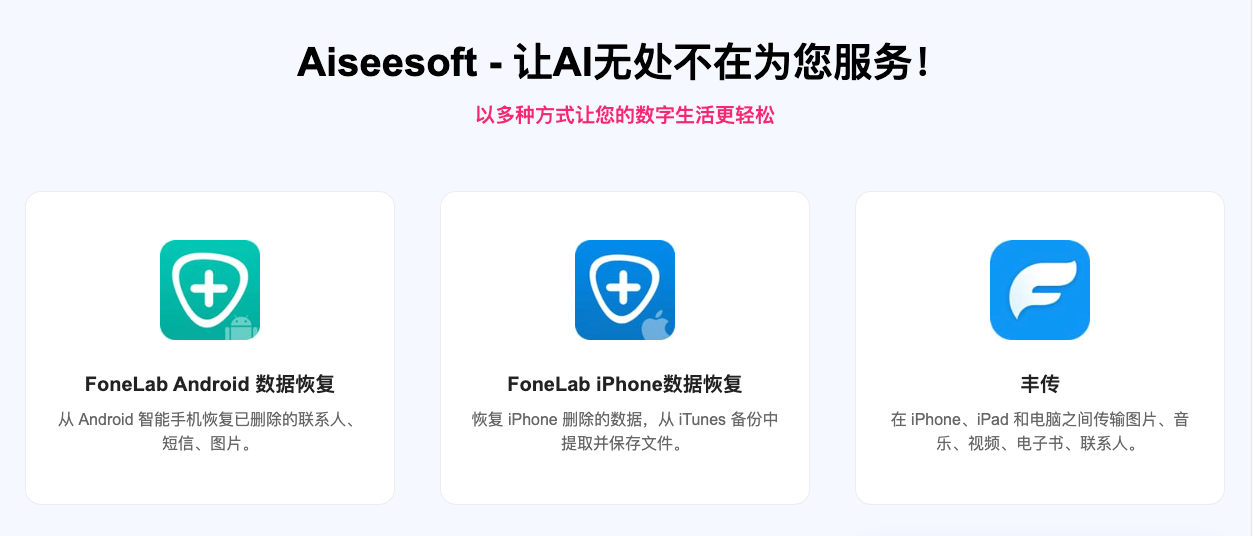 Aiseesoft - 让AI无处不在为您服务！
以多种方式让您的数字生活更轻松
FoneLab Android 数据恢复
从 Android 智能手机恢复已删除的联系人、
短信、图片。
FoneLab iPhone数据恢复
恢复 iPhone 删除的数据，从 iTunes 备份中
提取并保存文件。
丰传
在 iPhone、iPad 和电脑之间传输图片、音
乐、视频、电子书、联系人。